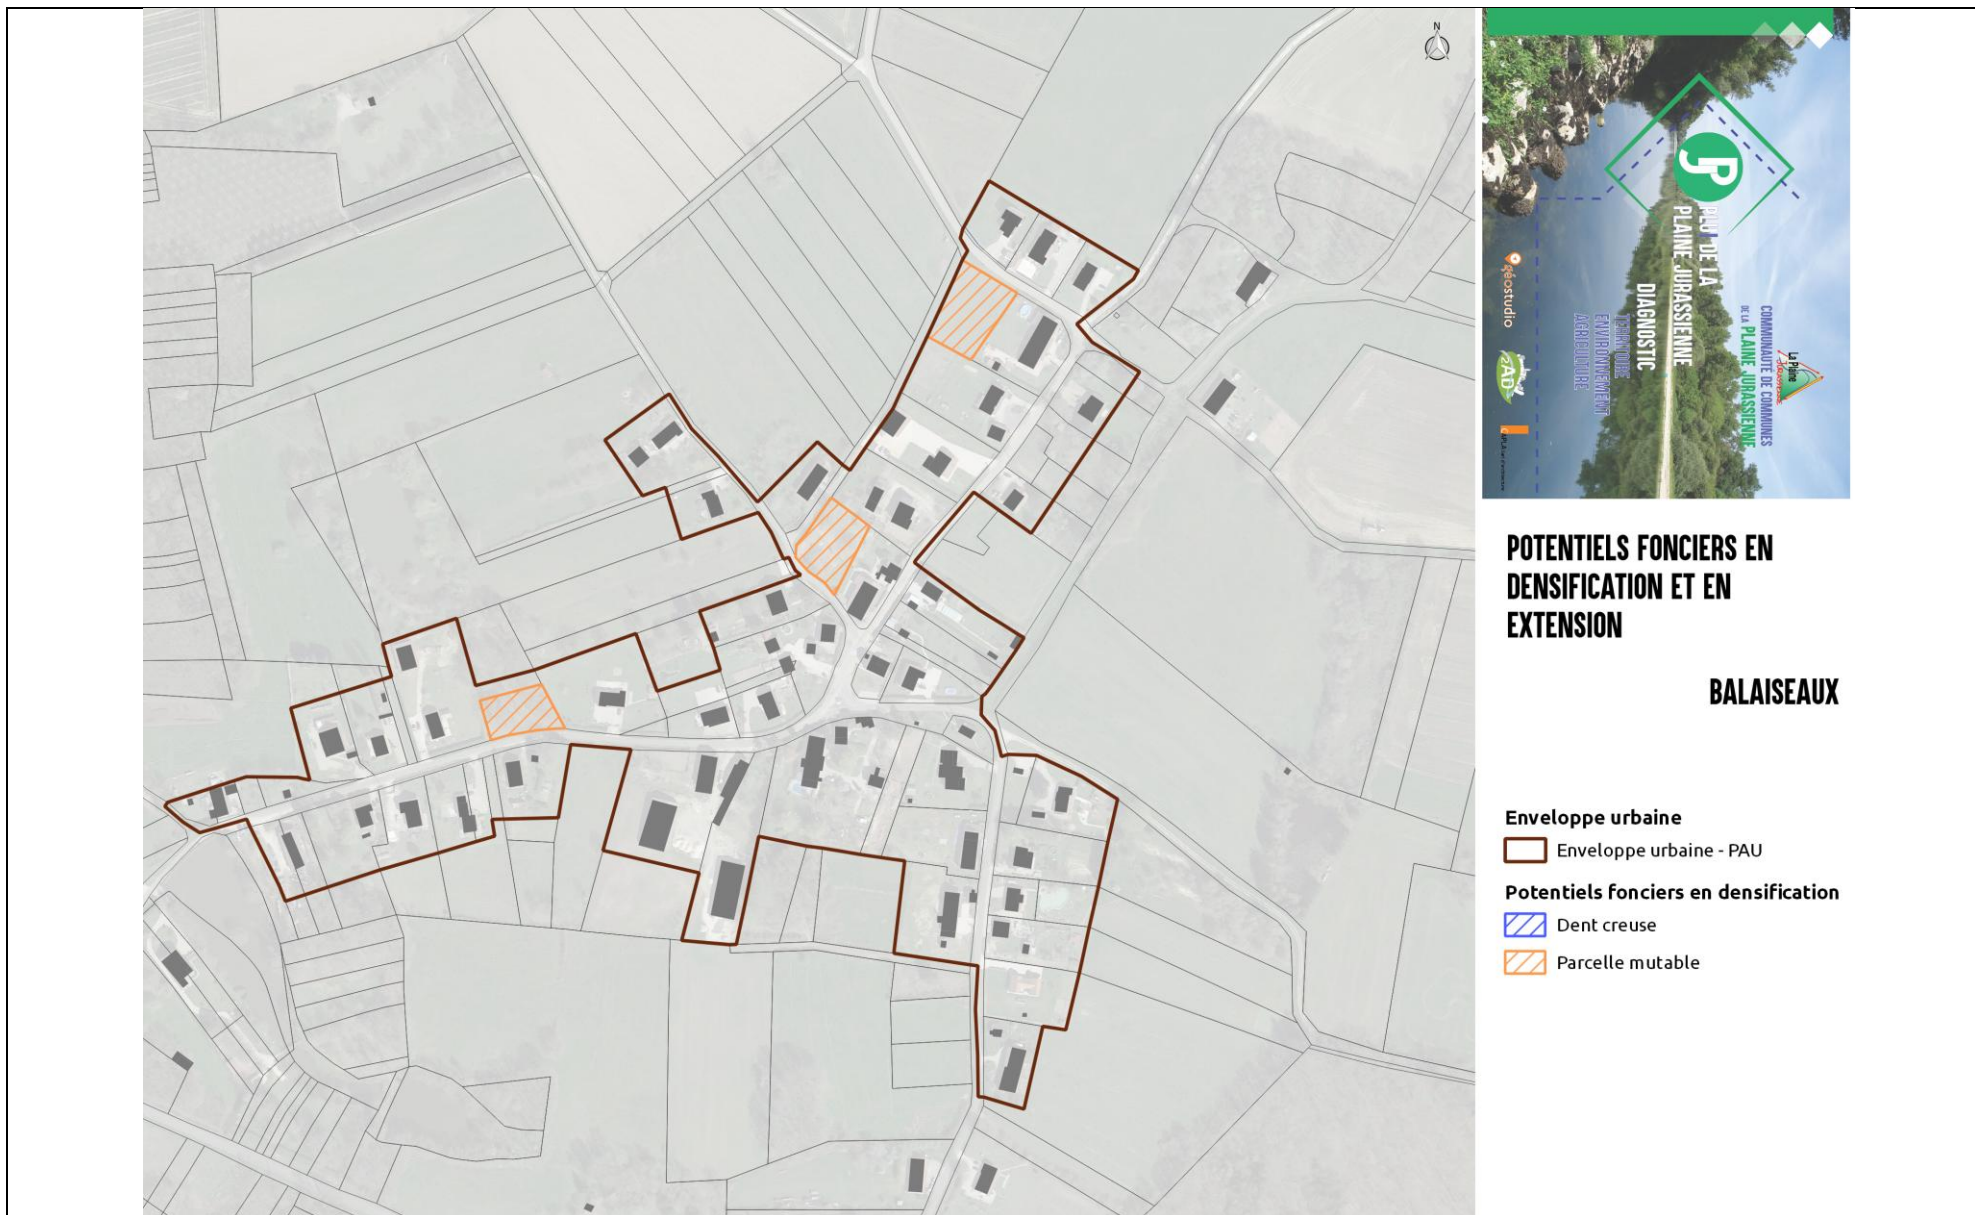 N
PLUi DE LA
PLAINE JURASSIENNE
DIAGNOSTIC
TERRITOIRE
ENVIRONNEMENT
AGRICULTURE
COMMUNAUTÉ DE COMMUNES
DE LA PLAINE JURASSIENNE
La Plaine
Jurassienne
géostudio
2AD
POTENTIELS FONCIERS EN
DENSIFICATION ET EN
EXTENSION
BALAISEAUX
Enveloppe urbaine
Enveloppe urbaine - PAU
Potentiels fonciers en densification
Dent creuse
Parcelle mutable